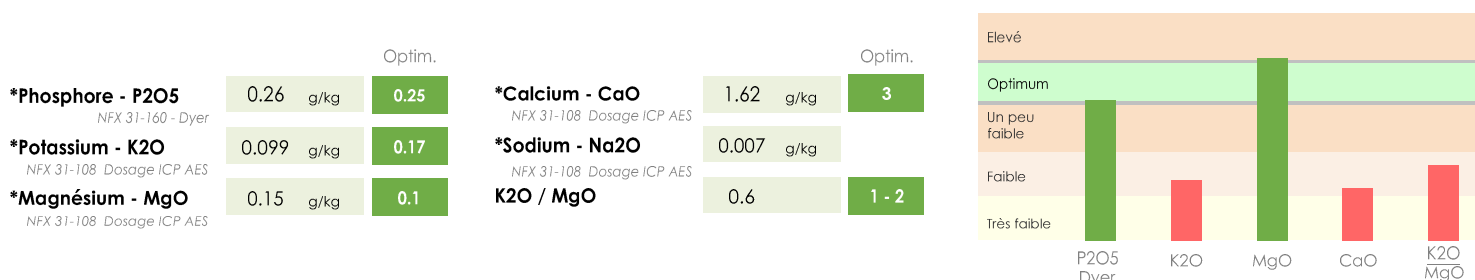 Optim.
*Phosphore - P2O5 0.26 g/kg 0.25
NFX 31-160 - Dyer
*Potassium - K2O 0.099 g/kg 0.17
NFX 31-108 Dosage ICP AES
*Magnésium - MgO 0.15 g/kg 0.1
NFX 31-108 Dosage ICP AES
Optim.
*Calcium - CaO 1.62 g/kg 3
NFX 31-108 Dosage ICP AES
*Sodium - Na2O 0.007 g/kg
NFX 31-108 Dosage ICP AES
K2O / MgO 0.6 1 - 2
Elevé
Optimum
Un peu
faible
Faible
Très faible
P2O5
Dyer
K2O
MgO
CaO
K2O
MgO